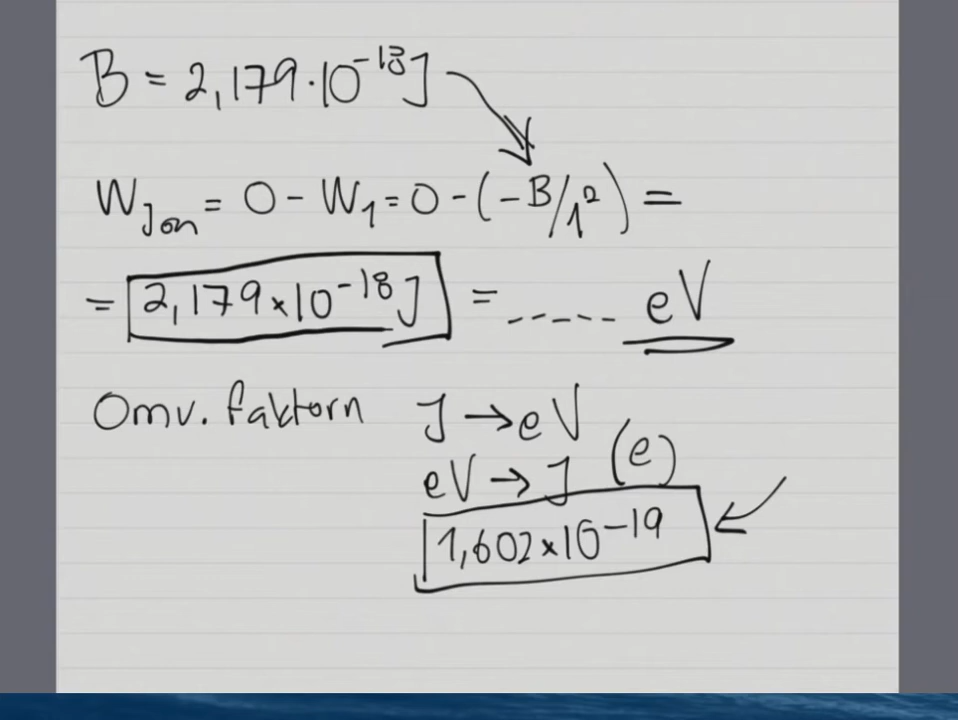 B = 2,179·10⁻¹⁸J
W_Jon = 0 - W₁ = 0 - (-B/1²) =
= 2,179×10⁻¹⁸ J = ----- eV
Omv. faktorn J → eV
eV → J (e)
1,602×10⁻¹⁹